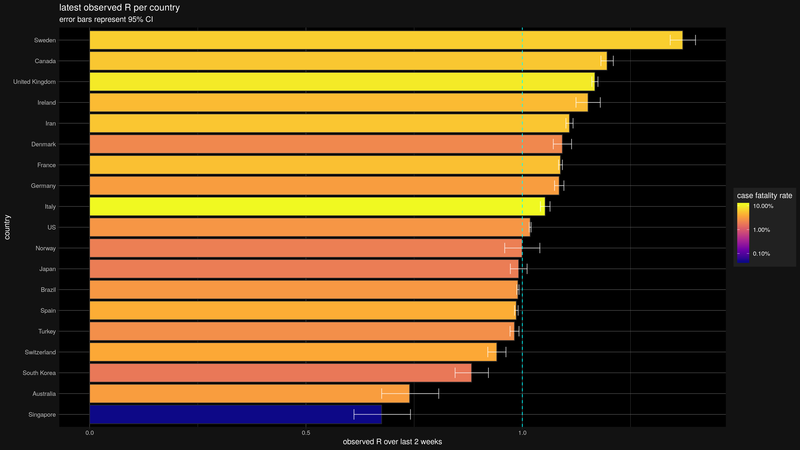 latest observed R per country
error bars represent 95% CI
Sweden
Canada
United Kingdom
Ireland
Iran
Denmark
France
Germany
Italy
US
Norway
Japan
Brazil
Spain
Turkey
Switzerland
South Korea
Australia
Singapore
country
0.0
0.5
1.0
observed R over last 2 weeks
case fatality rate
10.00%
1.00%
0.10%